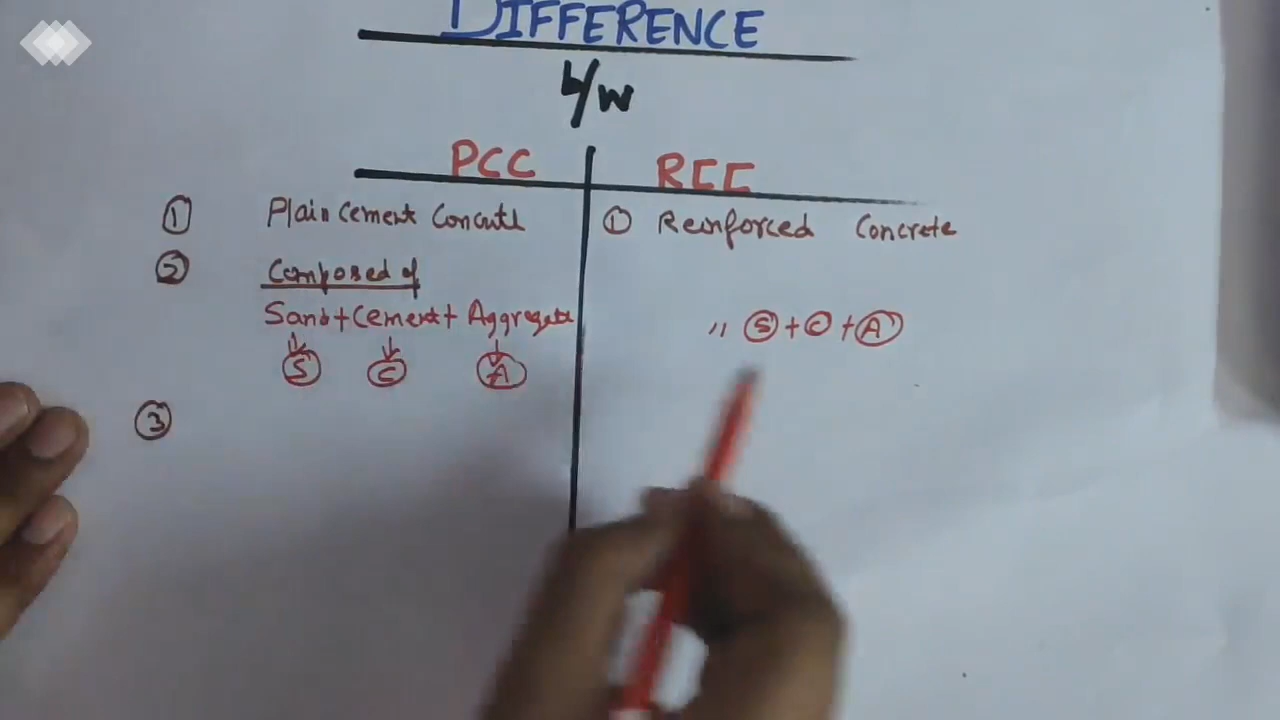 DIFFERENCE
b/w
PCC RCC
① Plain Cement Concrete ① Reinforced Concrete
② Composed of
Sand+Cement+Aggregate " Ⓢ+Ⓒ+Ⓐ
Ⓢ Ⓒ Ⓐ
③